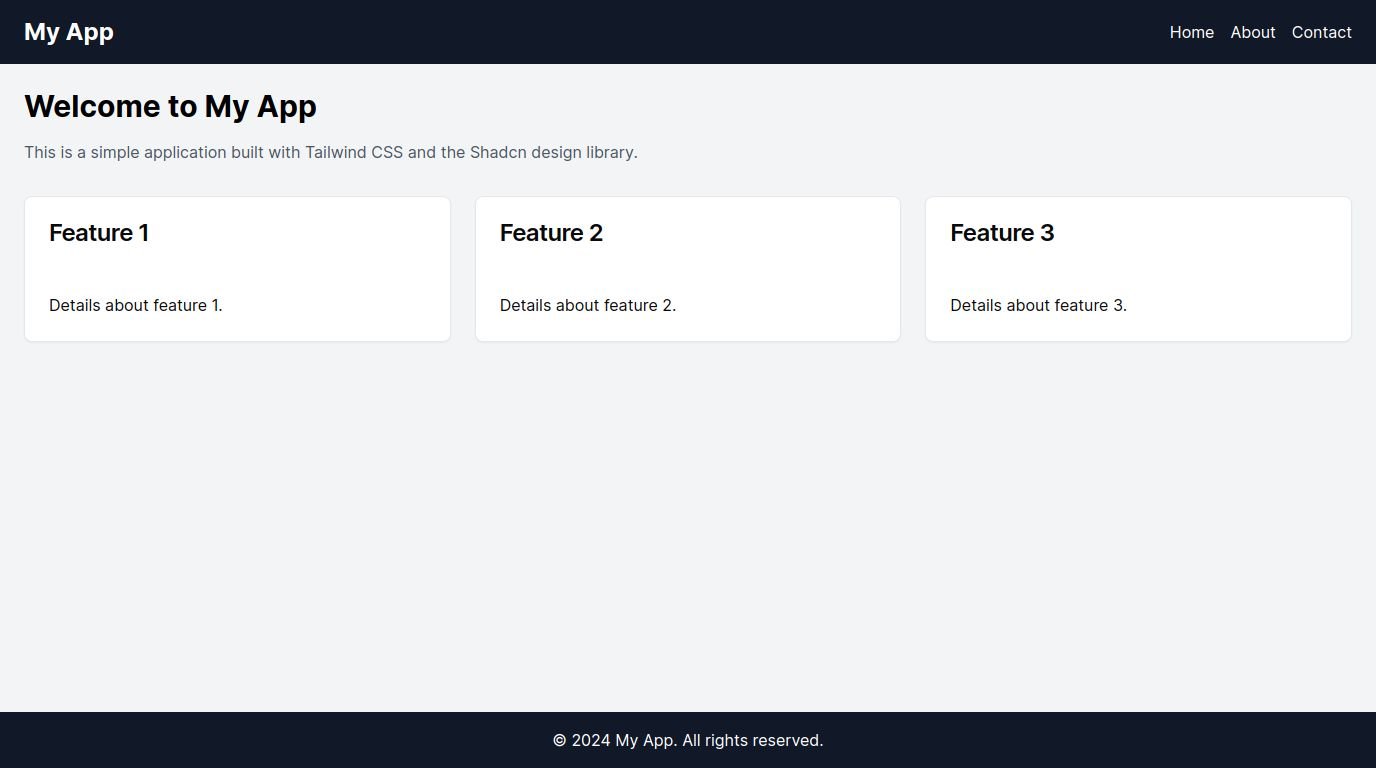 My App
Home About Contact
Welcome to My App
This is a simple application built with Tailwind CSS and the Shadcn design library.
Feature 1
Details about feature 1.
Feature 2
Details about feature 2.
Feature 3
Details about feature 3.
© 2024 My App. All rights reserved.